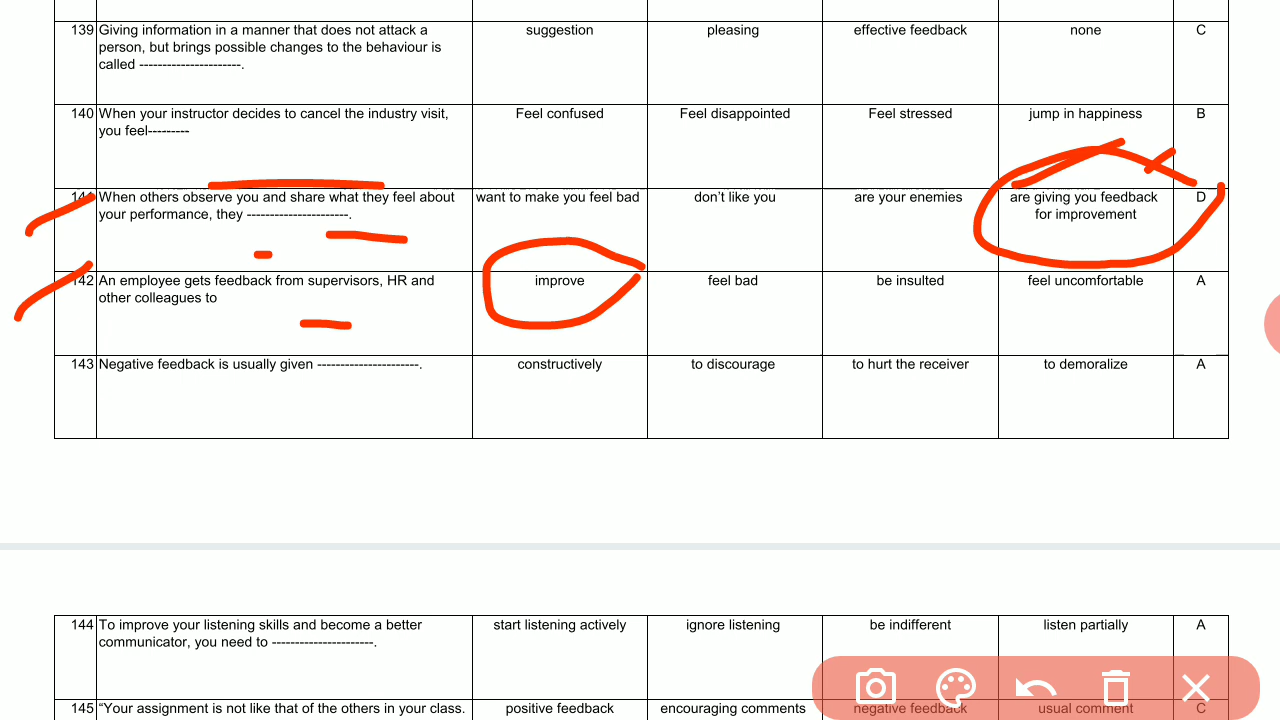 139 Giving information in a manner that does not attack a person, but brings possible changes to the behaviour is called ----------------------. suggestion pleasing effective feedback none C
140 When your instructor decides to cancel the industry visit, you feel--------- Feel confused Feel disappointed Feel stressed jump in happiness B
141 When others observe you and share what they feel about your performance, they ----------------------. want to make you feel bad don't like you are your enemies are giving you feedback for improvement D
142 An employee gets feedback from supervisors, HR and other colleagues to improve feel bad be insulted feel uncomfortable A
143 Negative feedback is usually given ----------------------. constructively to discourage to hurt the receiver to demoralize A
144 To improve your listening skills and become a better communicator, you need to ----------------------. start listening actively ignore listening be indifferent listen partially A
145 “Your assignment is not like that of the others in your class. positive feedback encouraging comments negative feedback usual comment C